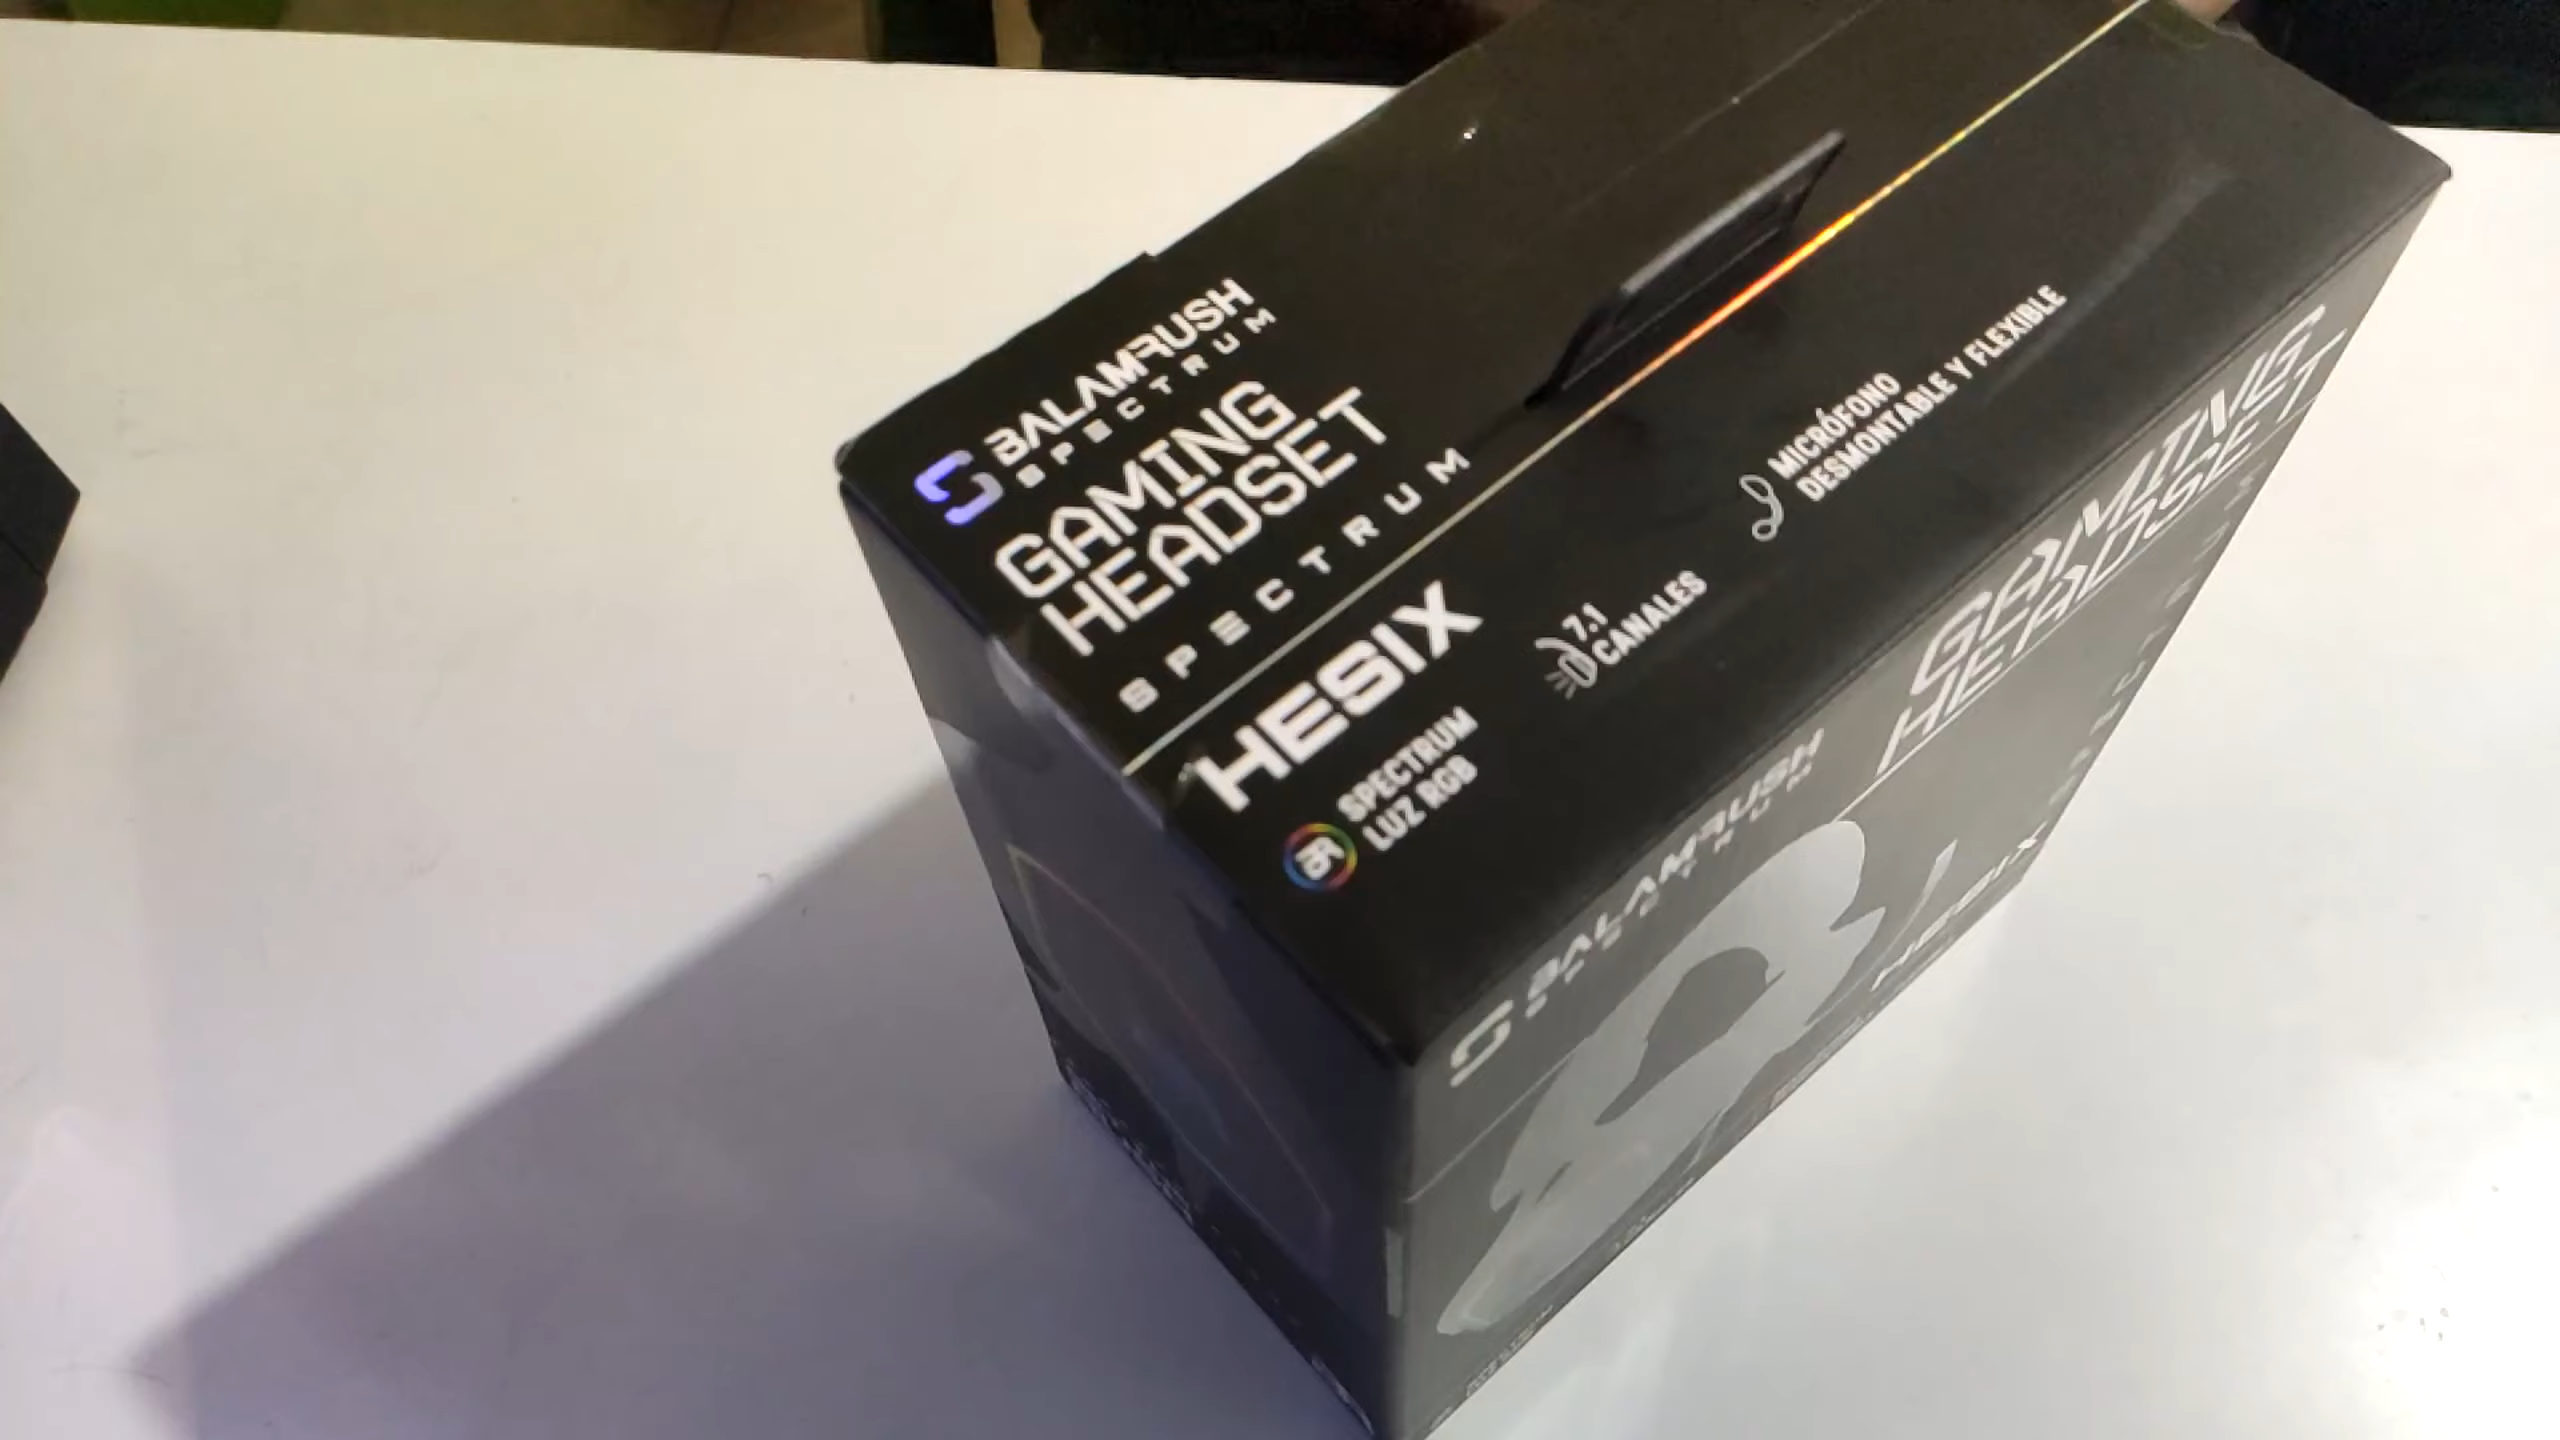 BALAMRUSH
SPECTRUM
GAMING
HEADSET
SPECTRUM
HESIX
SPECTRUM
LUZ RGB
7.1
CANALES
MICRÓFONO
DESMONTABLE Y FLEXIBLE
BALAMRUSH
SPECTRUM
GAMING
HEADSET
SPECTRUM
HESIX